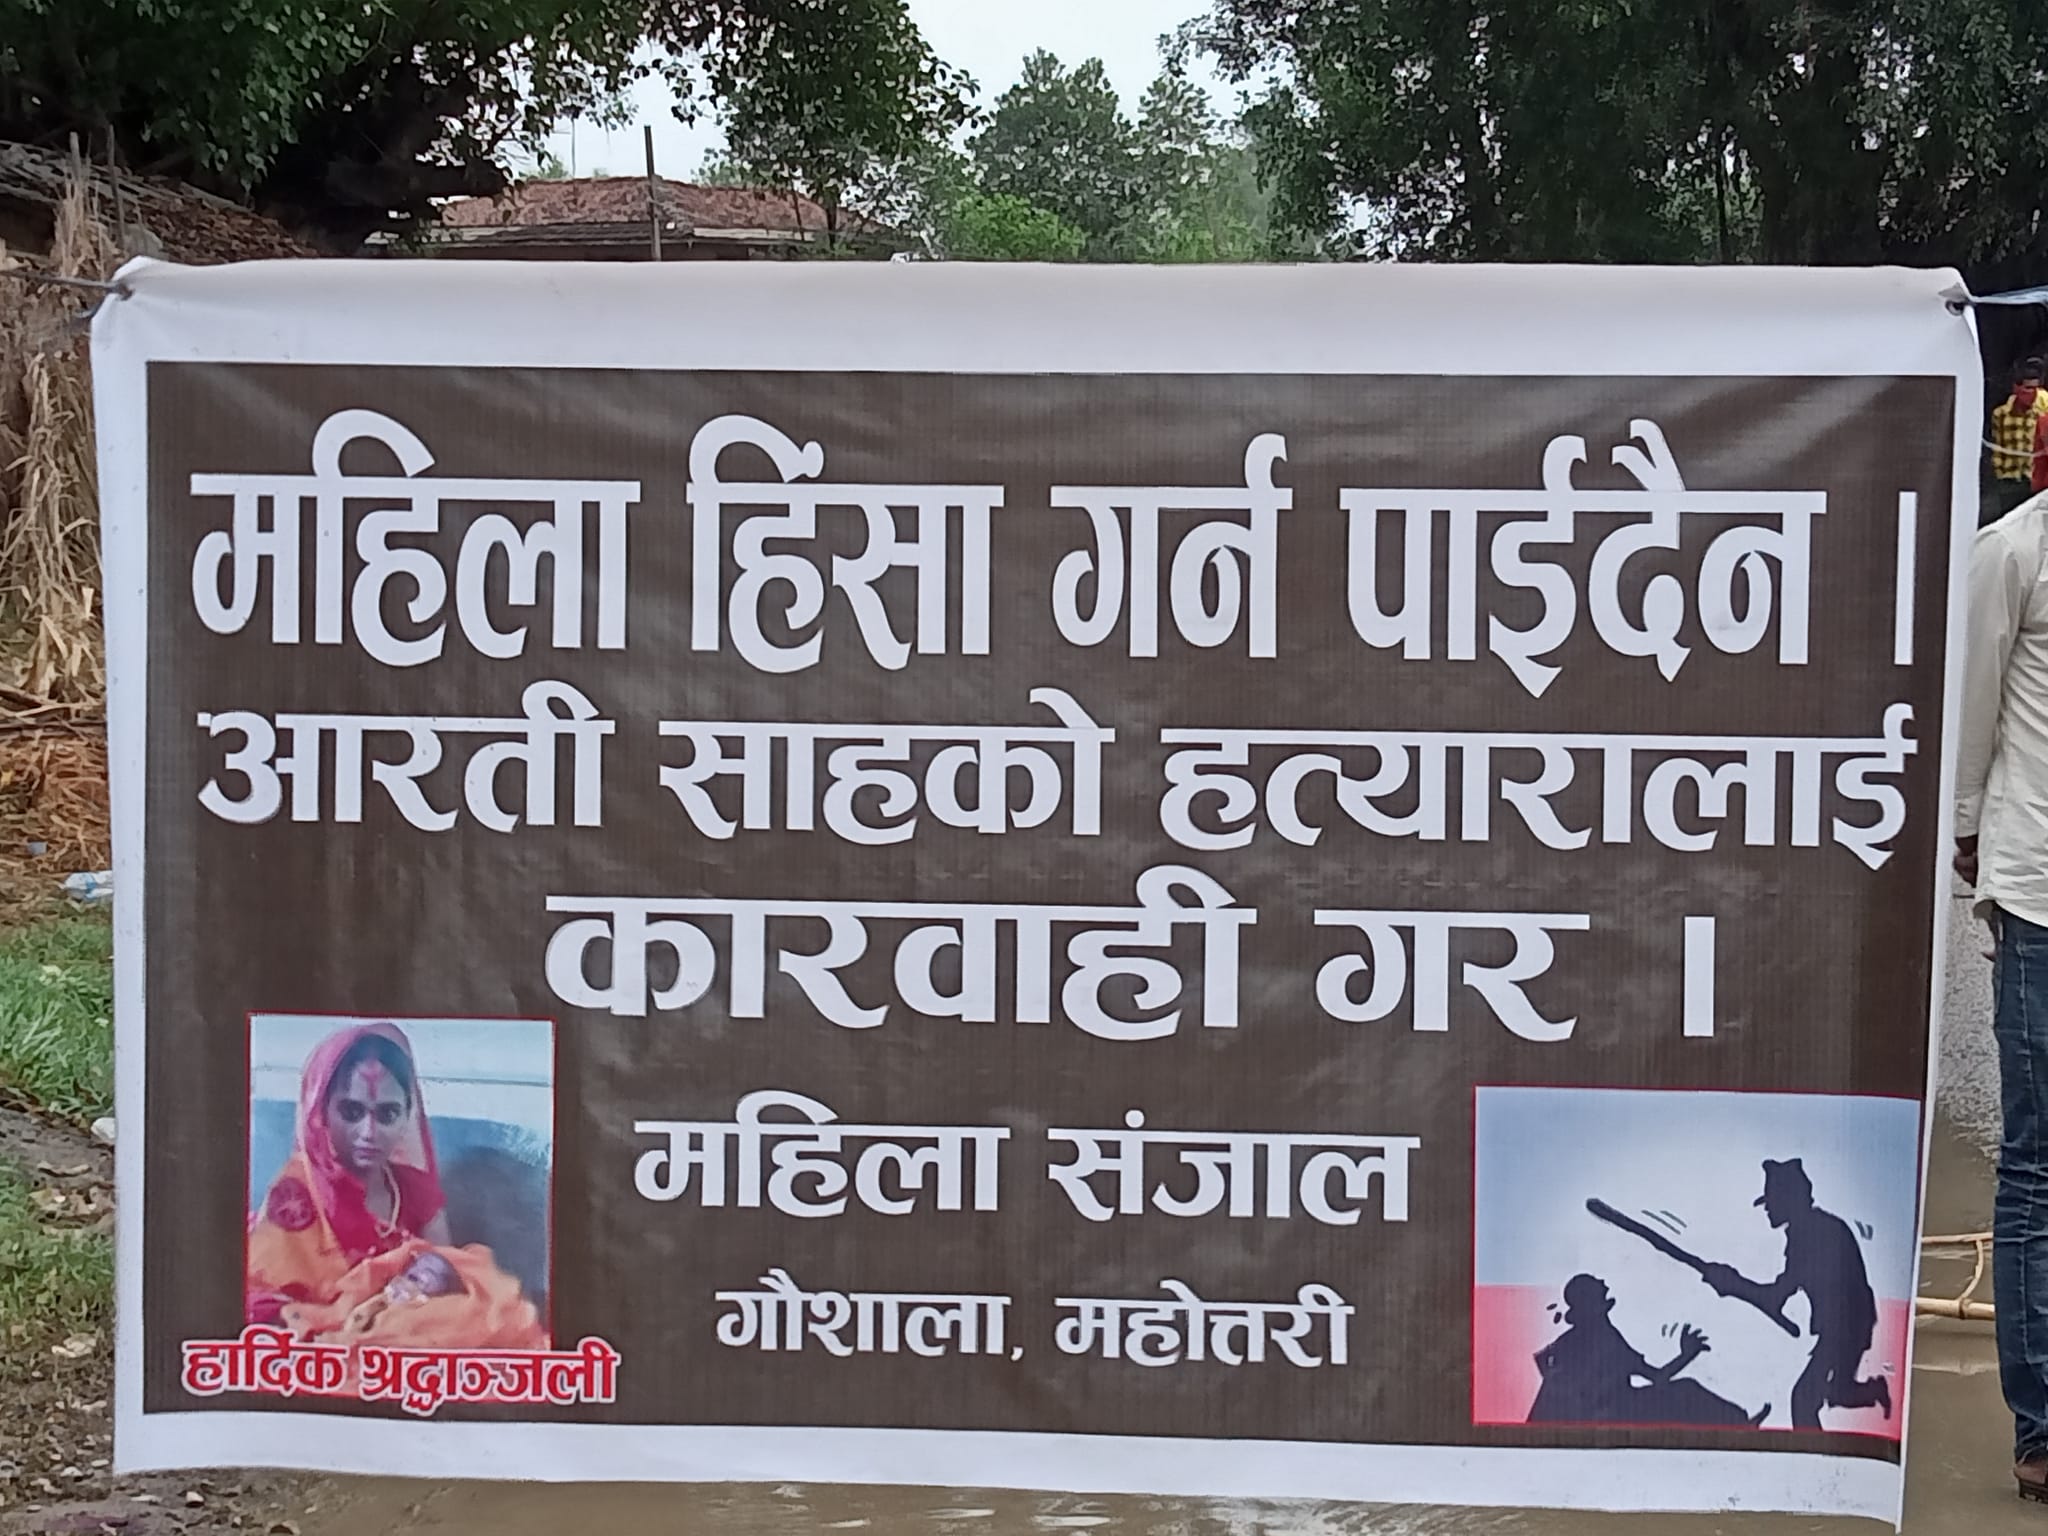 महिला हिंसा गर्न पाईदैन ।
आरती साहको हत्यारालाई
कारवाही गर ।
महिला संजाल
गौशाला, महोत्तरी
हार्दिक श्रद्धाञ्जली